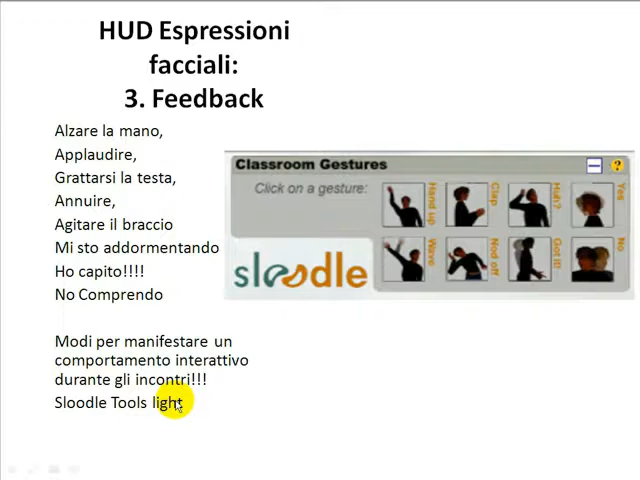 HUD Espressioni
facciali:
3. Feedback
Alzare la mano,
Applaudire,
Grattarsi la testa,
Annuire,
Agitare il braccio
Mi sto addormentando
Ho capito!!!!
No Comprendo
Modi per manifestare un
comportamento interattivo
durante gli incontri!!!
Sloodle Tools light
Classroom Gestures
?
Click on a gesture:
Hand up
Clap
Huh?
Yes
Wave
Nod off
Got it!
No
sloodle